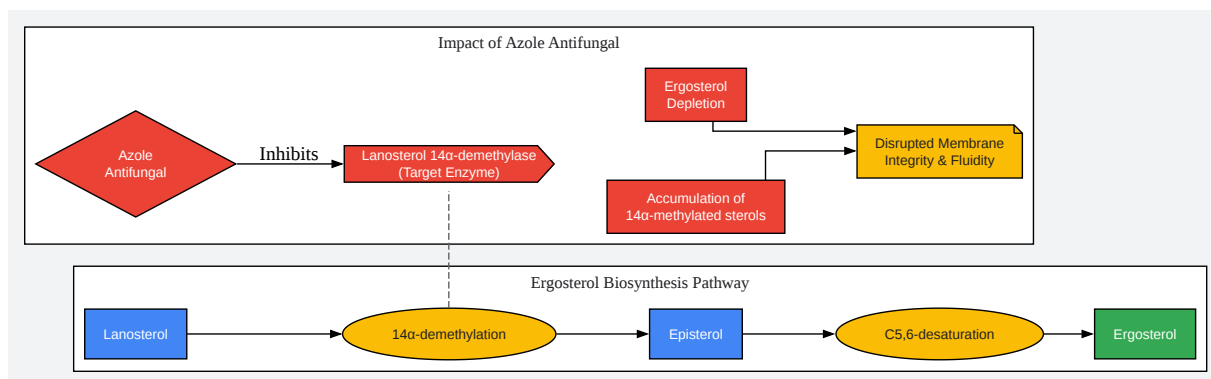 Impact of Azole Antifungal
Azole
Antifungal
Inhibits
Lanosterol 14α-demethylase
(Target Enzyme)
Ergosterol
Depletion
Accumulation of
14α-methylated sterols
Disrupted Membrane
Integrity & Fluidity
Ergosterol Biosynthesis Pathway
Lanosterol
14α-demethylation
Episterol
C5,6-desaturation
Ergosterol